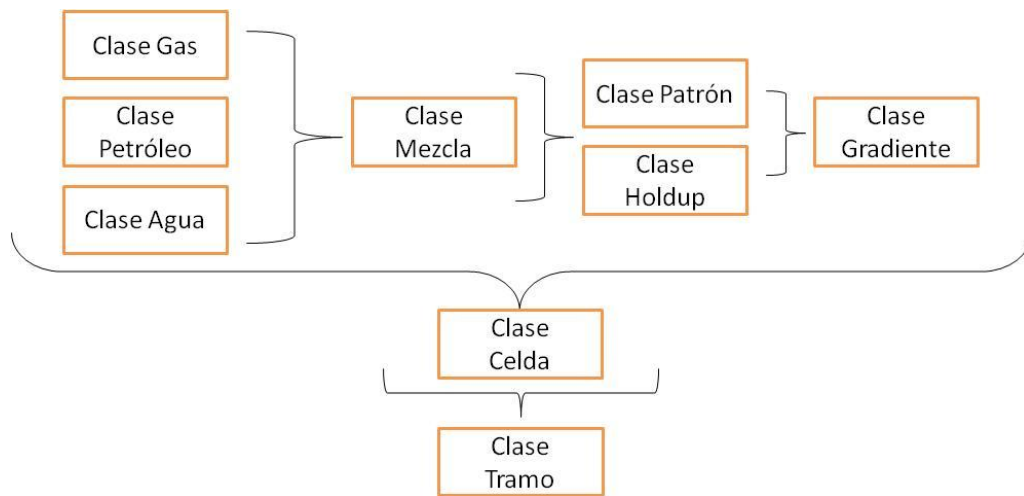 Clase Gas
Clase
Petróleo
Clase Agua
Clase
Mezcla
Clase Patrón
Clase
Holdup
Clase
Gradiente
Clase
Celda
Clase
Tramo